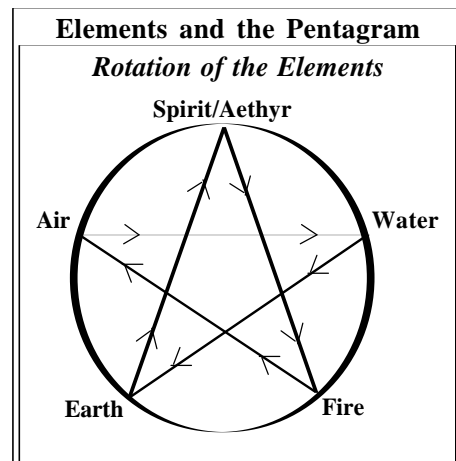 Elements and the Pentagram
Rotation of the Elements
Spirit/Aethyr
Air
Water
Earth
Fire